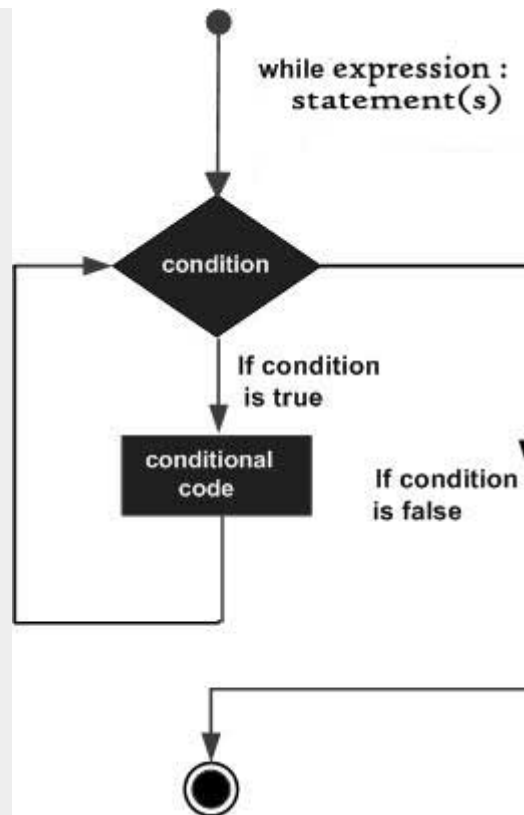 while expression :
statement(s)
condition
If condition
is true
conditional
code
If condition
is false